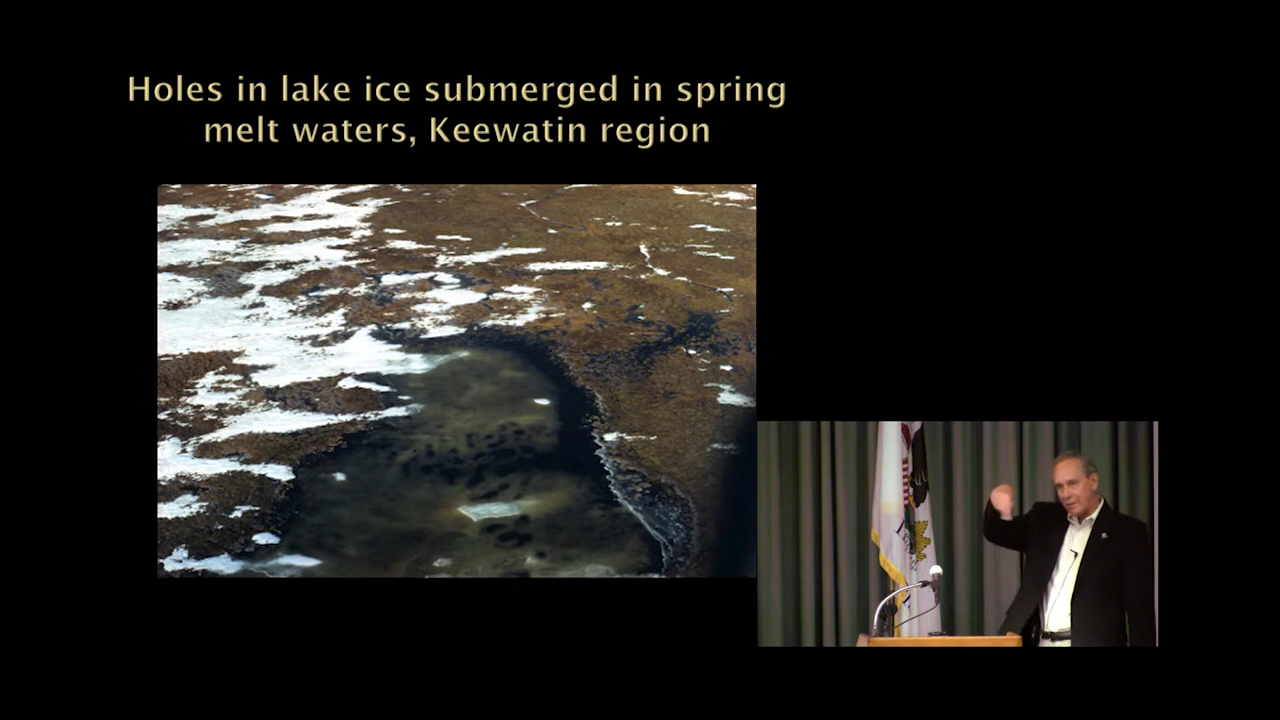 Holes in lake ice submerged in spring
melt waters, Keewatin region